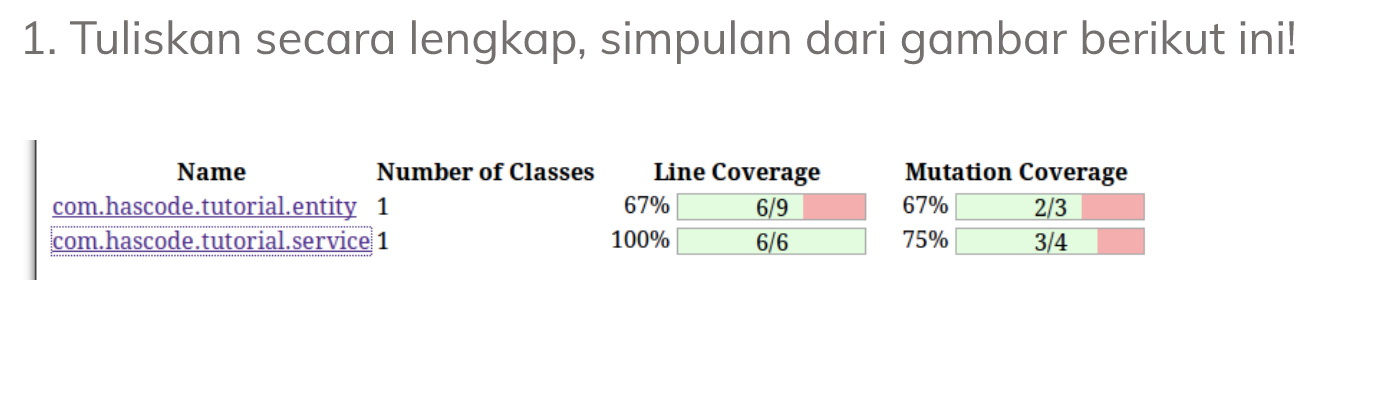 1. Tuliskan secara lengkap, simpulan dari gambar berikut ini!
Name Number of Classes Line Coverage Mutation Coverage
com.hascode.tutorial.entity 1 67% 6/9 67% 2/3
com.hascode.tutorial.service 1 100% 6/6 75% 3/4